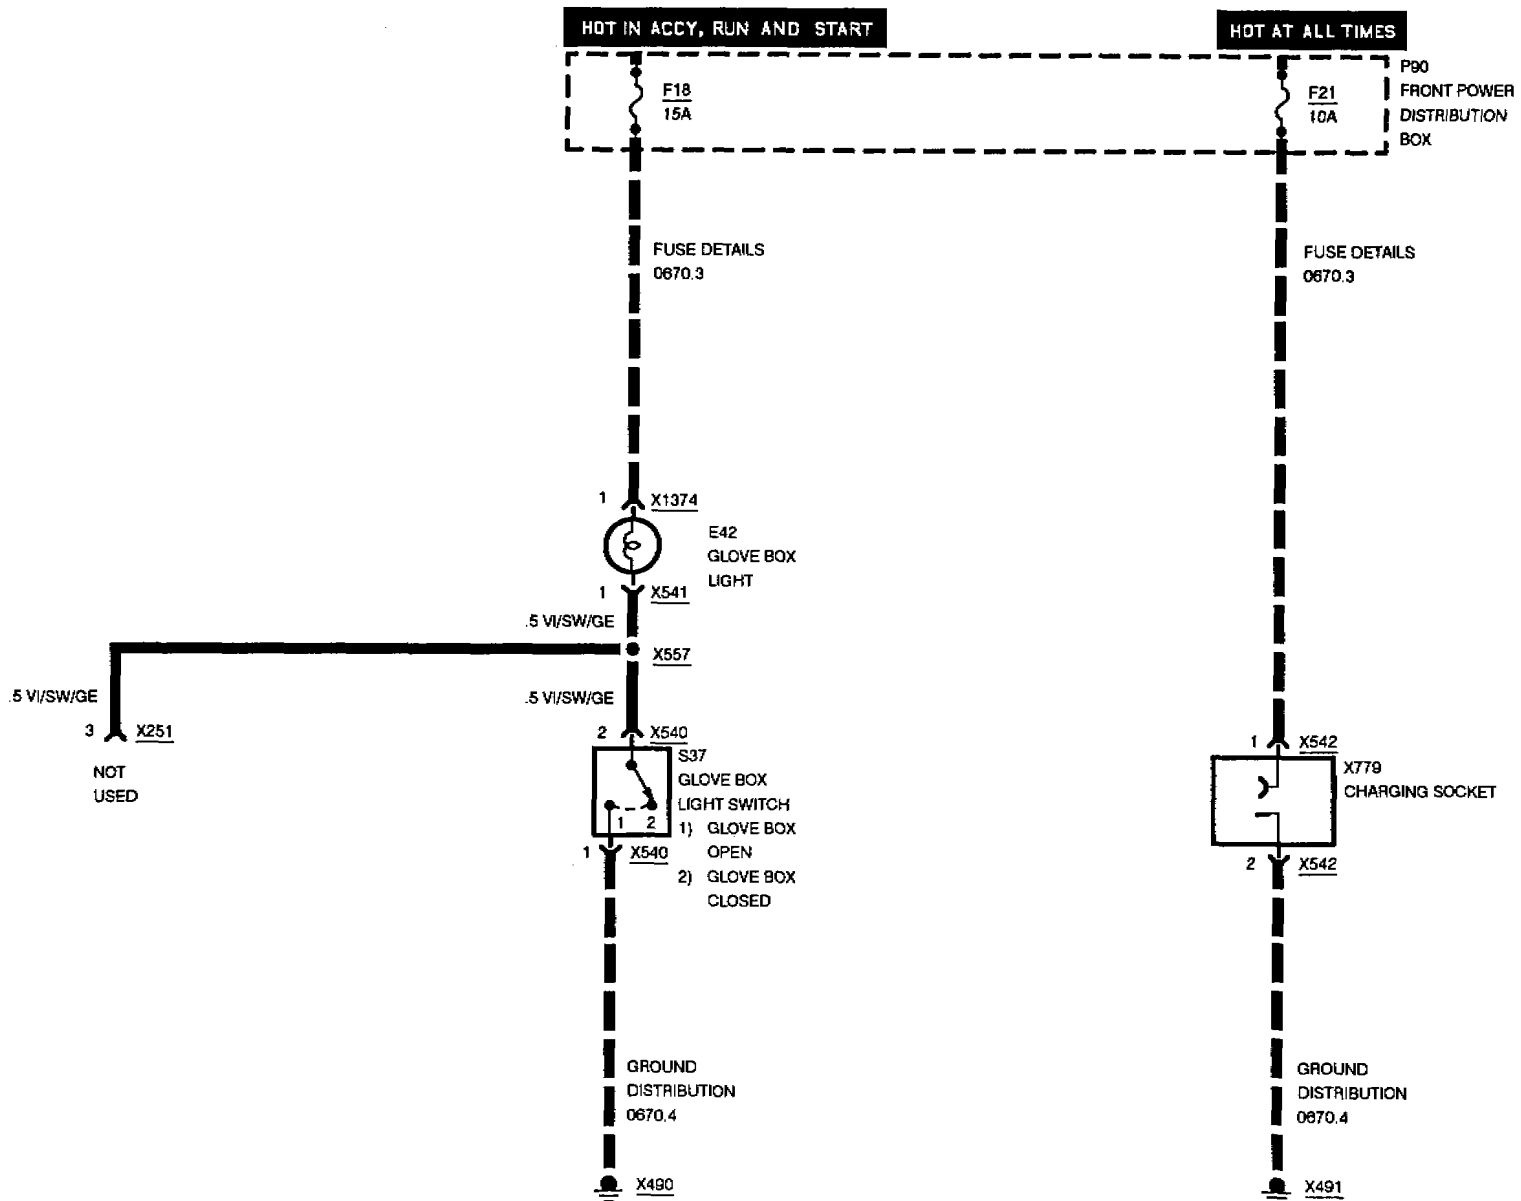 HOT IN ACCY, RUN AND START
HOT AT ALL TIMES
F18
15A
F21
10A
P90
FRONT POWER
DISTRIBUTION
BOX
FUSE DETAILS
0670.3
FUSE DETAILS
0670.3
1 X1374
E42
GLOVE BOX
LIGHT
1 X541
.5 VI/SW/GE
X557
.5 VI/SW/GE
.5 VI/SW/GE
3 X251
NOT
USED
2 X540
S37
GLOVE BOX
LIGHT SWITCH
1 2
1) GLOVE BOX
OPEN
2) GLOVE BOX
CLOSED
1 X540
1 X542
X779
CHARGING SOCKET
2 X542
GROUND
DISTRIBUTION
0670.4
GROUND
DISTRIBUTION
0670.4
X490
X491